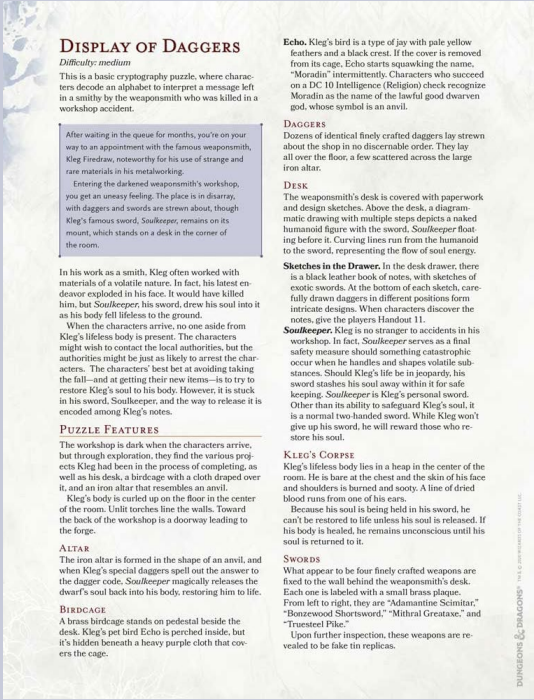 DISPLAY OF DAGGERS
Difficulty: medium
This is a basic cryptography puzzle, where charac-
ters decode an alphabet to interpret a message left
in a smithy by the weaponsmith who was killed in a
workshop accident.
After waiting in the queue for months, you're on your
way to an appointment with the famous weaponsmith,
Kleg Firedraw, noteworthy for his use of strange and
rare materials in his metalworking.
Entering the darkened weaponsmith's workshop,
you get an uneasy feeling. The place is in disarray,
with daggers and swords are strewn about, though
Kleg's famous sword, Soulkeeper, remains on its
mount, which stands on a desk in the corner of
the room.
In his work as a smith, Kleg often worked with
materials of a volatile nature. In fact, his latest en-
deavor exploded in his face. It would have killed
him, but Soulkeeper, his sword, drew his soul into it
as his body fell lifeless to the ground.
When the characters arrive, no one aside from
Kleg's lifeless body is present. The characters
might wish to contact the local authorities, but the
authorities might be just as likely to arrest the char-
acters. The characters' best bet at avoiding taking
the fall—and at getting their new items—is to try to
restore Kleg's soul to his body. However, it is stuck
in his sword, Soulkeeper, and the way to release it is
encoded among Kleg's notes.
PUZZLE FEATURES
The workshop is dark when the characters arrive,
but through exploration, they find the various proj-
ects Kleg had been in the process of completing, as
well as his desk, a birdcage with a cloth draped over
it, and an iron altar that resembles an anvil.
Kleg's body is curled up on the floor in the center
of the room. Unlit torches line the walls. Toward
the back of the workshop is a doorway leading to
the forge.
ALTAR
The iron altar is formed in the shape of an anvil, and
when Kleg's special daggers spell out the answer to
the dagger code, Soulkeeper magically releases the
dwarf's soul back into his body, restoring him to life.
BIRDCAGE
A brass birdcage stands on pedestal beside the
desk. Kleg's pet bird Echo is perched inside, but
it's hidden beneath a heavy purple cloth that cov-
ers the cage.
Echo. Kleg's bird is a type of jay with pale yellow
feathers and a black crest. If the cover is removed
from its cage, Echo starts squawking the name,
"Moradin" intermittently. Characters who succeed
on a DC 10 Intelligence (Religion) check recognize
Moradin as the name of the lawful good dwarven
god, whose symbol is an anvil.
DAGGERS
Dozens of identical finely crafted daggers lay strewn
about the shop in no discernable order. They lay
all over the floor, a few scattered across the large
iron altar.
DESK
The weaponsmith's desk is covered with paperwork
and design sketches. Above the desk, a diagram-
matic drawing with multiple steps depicts a naked
humanoid figure with the sword, Soulkeeper float-
ing before it. Curving lines run from the humanoid
to the sword, representing the flow of soul energy.
Sketches in the Drawer. In the desk drawer, there
is a black leather book of notes, with sketches of
exotic swords. At the bottom of each sketch, care-
fully drawn daggers in different positions form
intricate designs. When characters discover the
notes, give the players Handout 11.
Soulkeeper. Kleg is no stranger to accidents in his
workshop. In fact, Soulkeeper serves as a final
safety measure should something catastrophic
occur when he handles and shapes volatile sub-
stances. Should Kleg's life be in jeopardy, his
sword stashes his soul away within it for safe
keeping. Soulkeeper is Kleg's personal sword.
Other than its ability to safeguard Kleg's soul, it
is a normal two-handed sword. While Kleg won't
give up his sword, he will reward those who re-
store his soul.
KLEG'S CORPSE
Kleg's lifeless body lies in a heap in the center of the
room. He is bare at the chest and the skin of his face
and shoulders is burned and sooty. A line of dried
blood runs from one of his ears.
Because his soul is being held in his sword, he
can't be restored to life unless his soul is released. If
his body is healed, he remains unconscious until his
soul is returned to it.
SWORDS
What appear to be four finely crafted weapons are
fixed to the wall behind the weaponsmith's desk.
Each one is labeled with a small brass plaque.
From left to right, they are "Adamantine Scimitar,"
"Bonzewood Shortsword," "Mithral Greataxe," and
"Truesteel Pike."
Upon further inspection, these weapons are re-
vealed to be fake tin replicas.
DUNGEONS & DRAGONS®